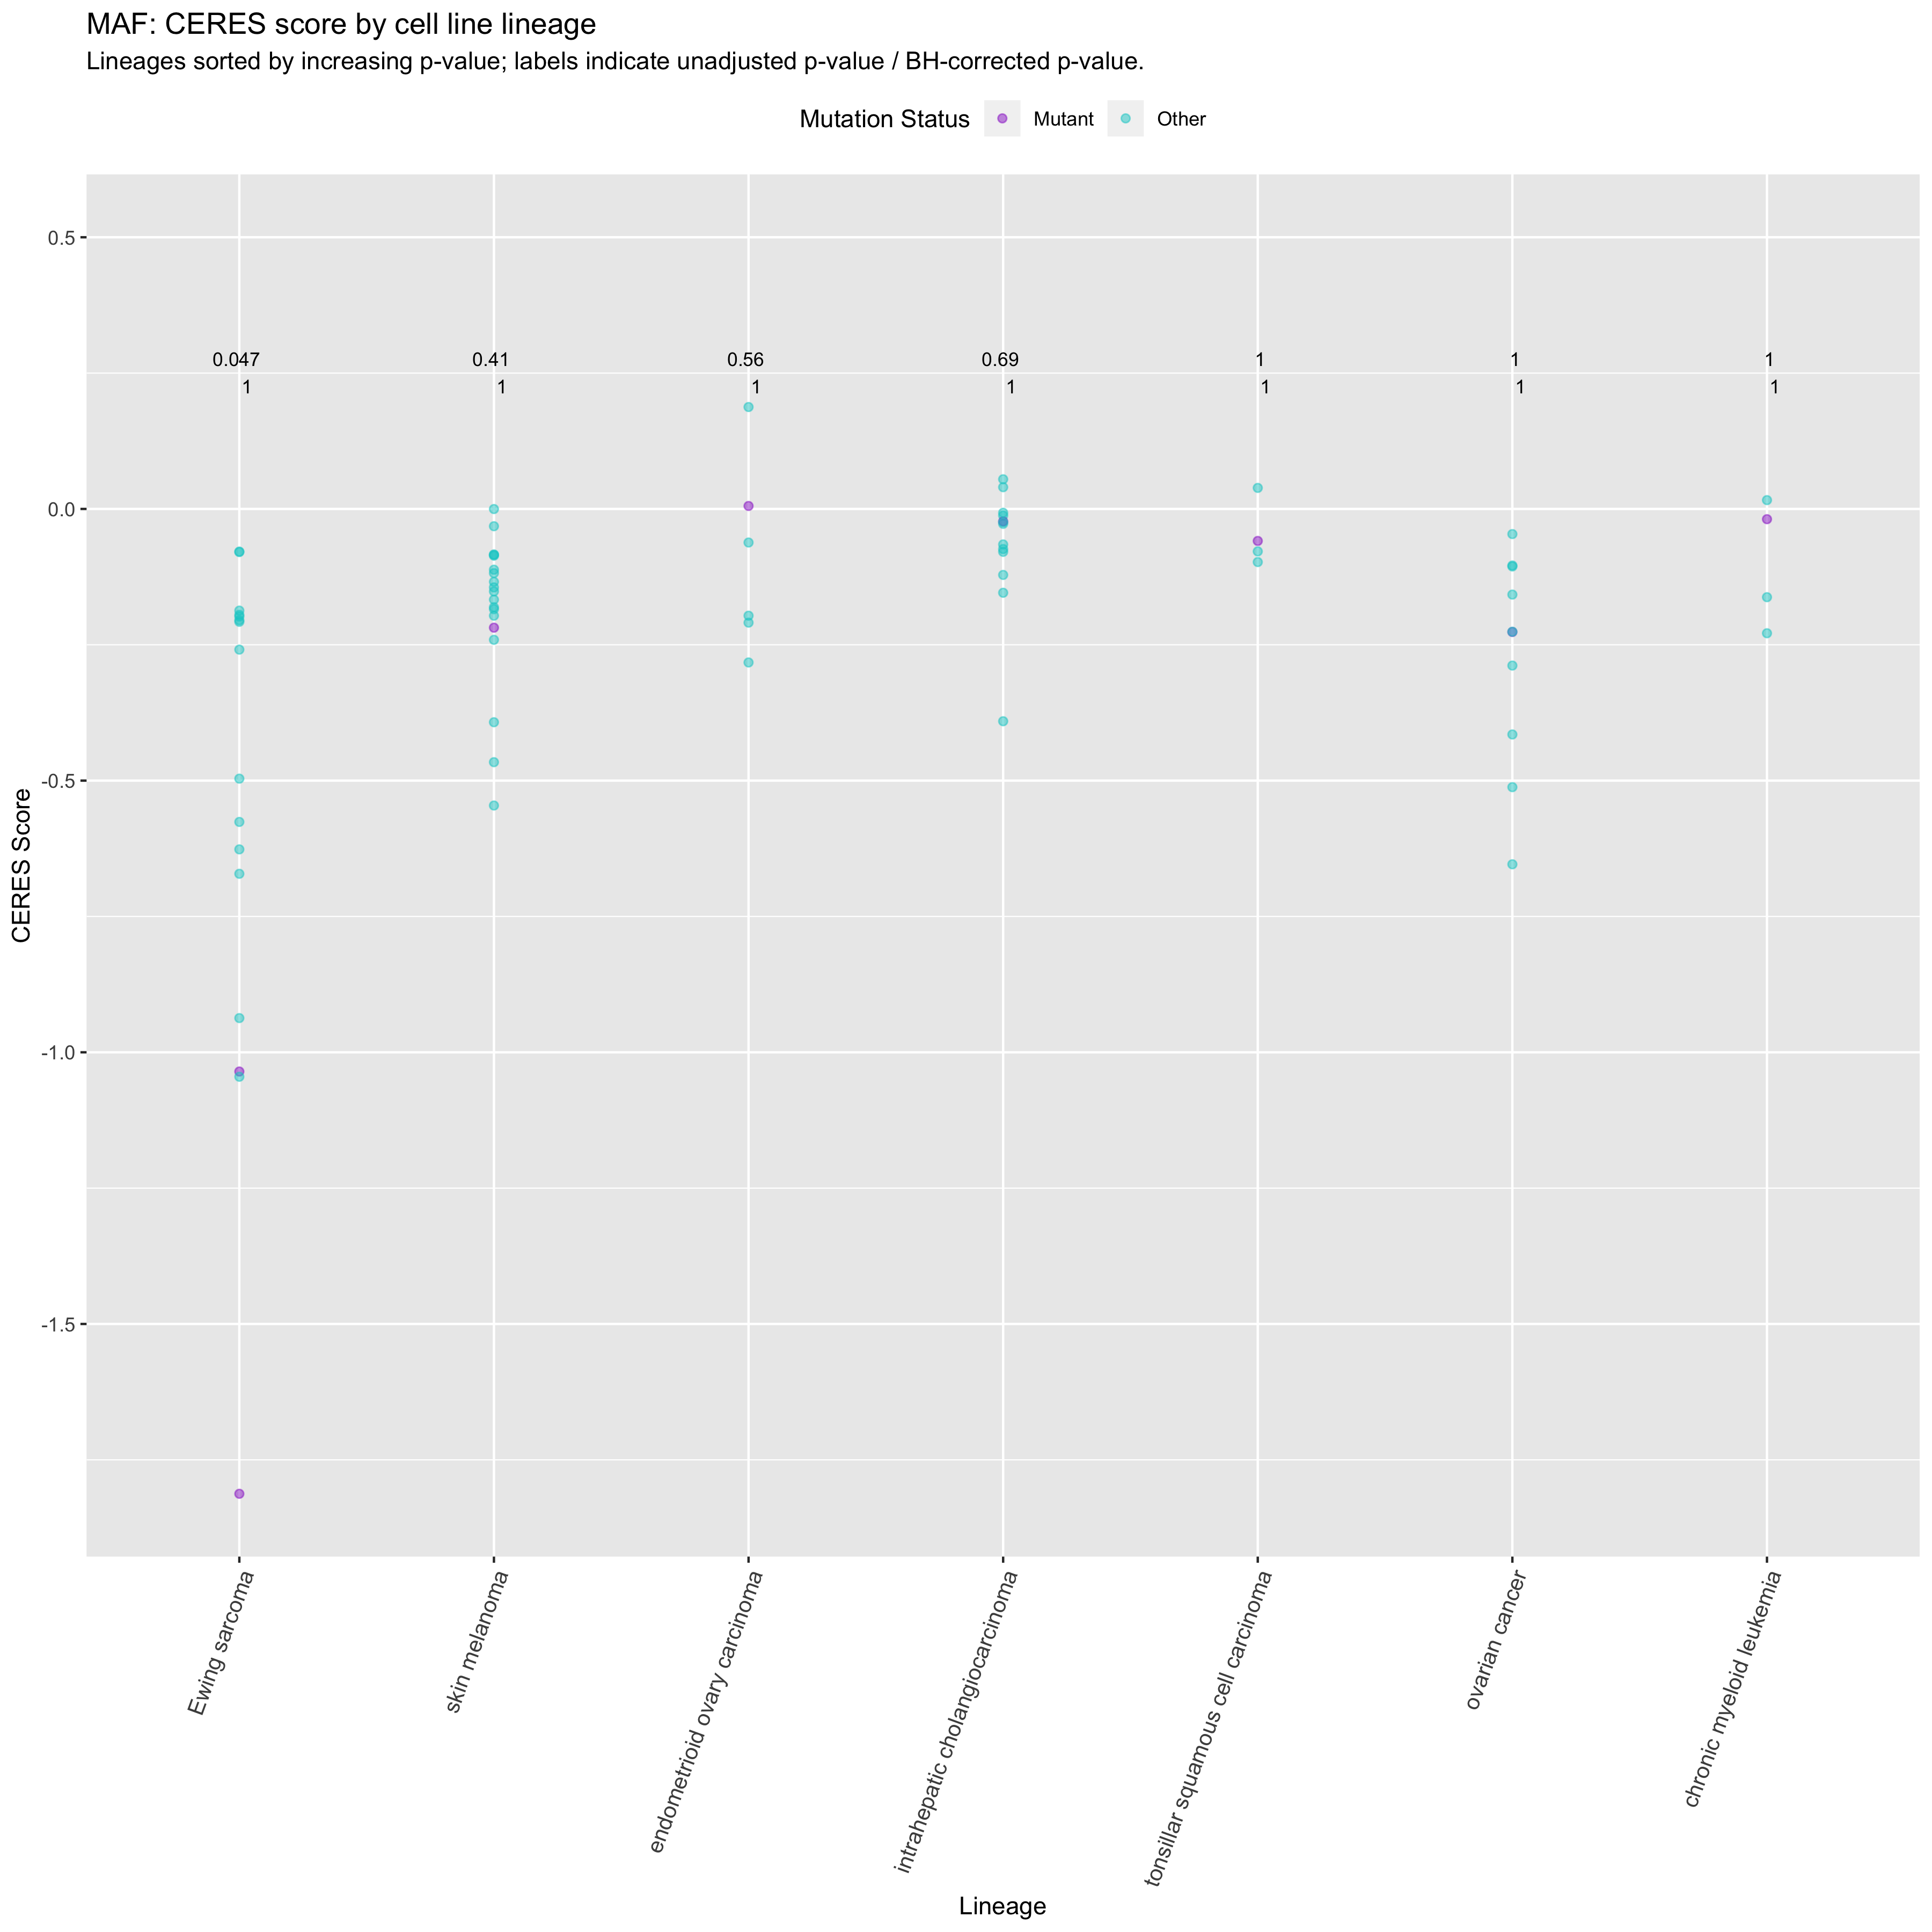 MAF: CERES score by cell line lineage
Lineages sorted by increasing p-value; labels indicate unadjusted p-value / BH-corrected p-value.
Mutation Status Mutant Other
0.5
0.047 0.41 0.56 0.69 1 1 1
1 1 1 1 1 1 1
0.0
-0.5
CERES Score
-1.0
-1.5
Ewing sarcoma
skin melanoma
endometrioid ovary carcinoma
intrahepatic cholangiocarcinoma
tonsillar squamous cell carcinoma
ovarian cancer
chronic myeloid leukemia
Lineage